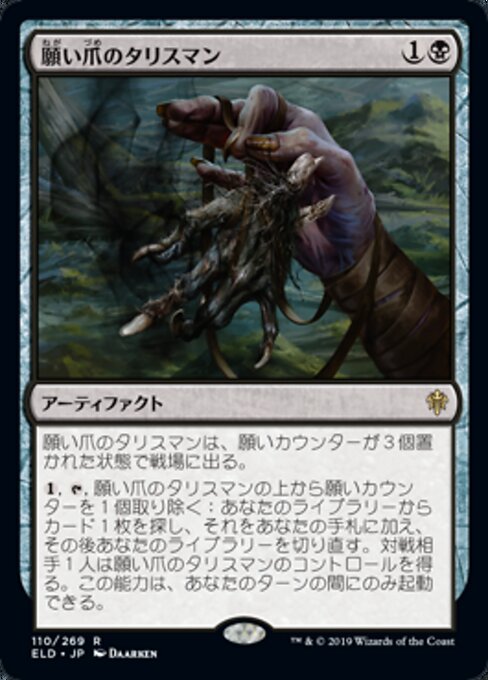 願い爪のタリスマン 1
ねが づめ
アーティファクト
願い爪のタリスマンは、願いカウンターが3個置
かれた状態で戦場に出る。
1, 願い爪のタリスマンの上から願いカウン
ターを1個取り除く：あなたのライブラリーから
カード1枚を探し、それをあなたの手札に加え、
その後あなたのライブラリーを切り直す。対戦相
手1人は願い爪のタリスマンのコントロールを得
る。この能力は、あなたのターンの間にのみ起動
できる。
110/269 R
ELD • JP DAARKEN
™ & © 2019 Wizards of the Coast